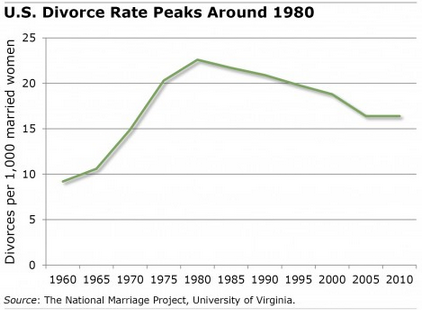 U.S. Divorce Rate Peaks Around 1980
Divorces per 1,000 married women
25
20
15
10
5
0
1960 1965 1970 1975 1980 1985 1990 1995 2000 2005 2010
Source: The National Marriage Project, University of Virginia.